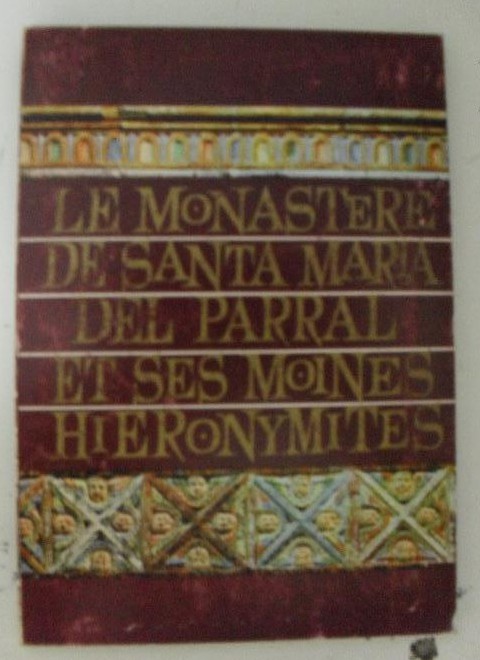 LE MONASTERE
DE SANTA MARIA
DEL PARRAL
ET SES MOINES
HIERONYMITES